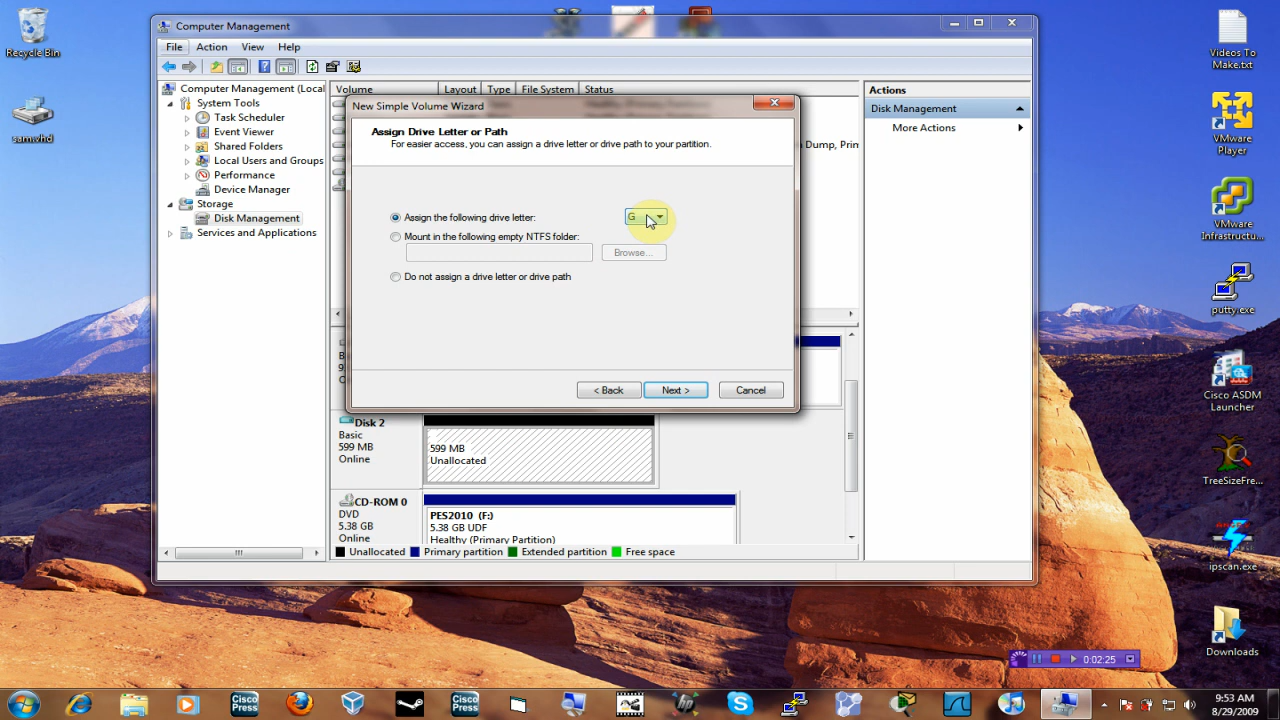 Recycle Bin
samvhd
Computer Management
File Action View Help
Computer Management (Local
System Tools
Task Scheduler
Event Viewer
Shared Folders
Local Users and Groups
Performance
Device Manager
Storage
Disk Management
Services and Applications
Volume Layout Type File System Status
New Simple Volume Wizard
Assign Drive Letter or Path
For easier access, you can assign a drive letter or drive path to your partition.
Assign the following drive letter: G
Mount in the following empty NTFS folder:
Browse...
Do not assign a drive letter or drive path
< Back Next > Cancel
Dump, Prim
Disk 2
Basic
599 MB
Online
599 MB
Unallocated
CD-ROM 0
DVD
5.38 GB
Online
PES2010 (F:)
5.38 GB UDF
Healthy (Primary Partition)
Unallocated Primary partition Extended partition Free space
Actions
Disk Management
More Actions
Videos To
Make.txt
VMware
Player
VMware
Infrastructu...
putty.exe
Cisco ASDM
Launcher
TreeSizeFre...
ipscan.exe
Downloads
0:02:25
Cisco
Press
Cisco
Press
hp
9:53 AM
8/29/2009